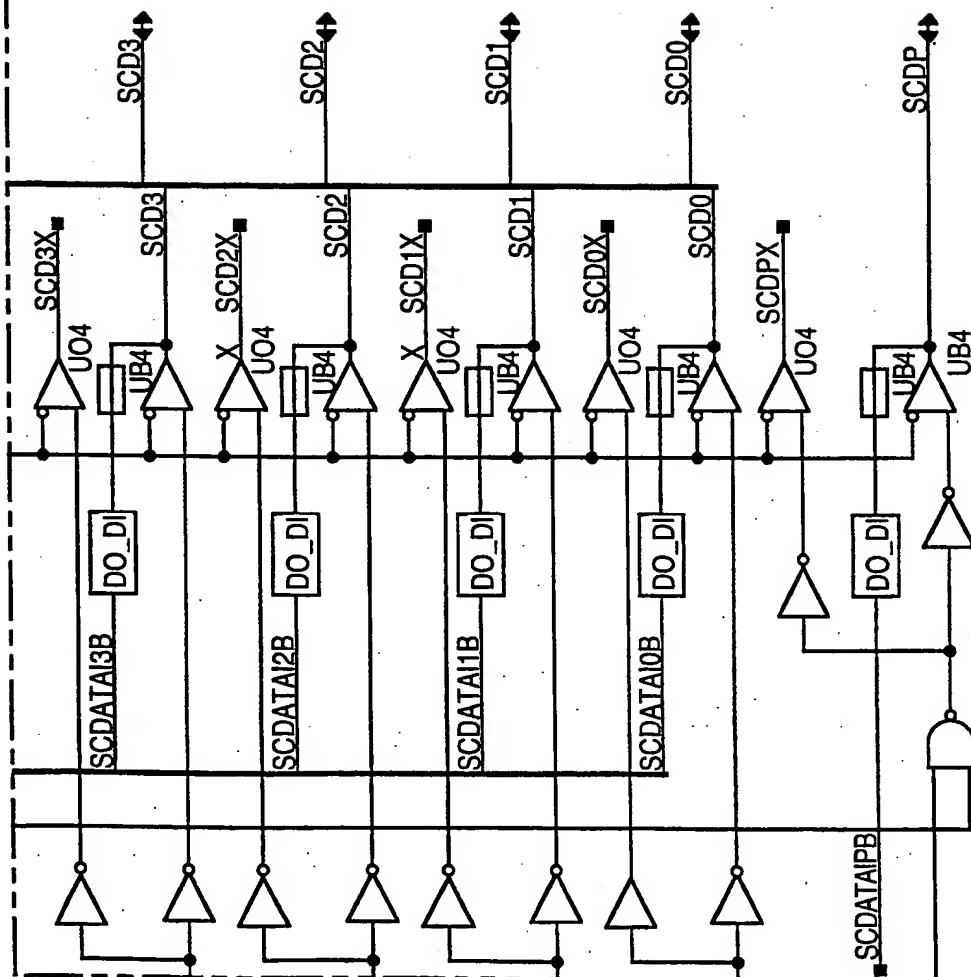 SCD3
SCD2
SCD1
SCD0
SCDP
SCD3X
SCD3
SCD2X
SCD2
SCD1X
SCD1
SCD0X
SCD0
SCDPX
UO4
UB4
X
UO4
UB4
X
UO4
UB4
UO4
UB4
UO4
UB4
UB4
DO_DI
DO_DI
DO_DI
DO_DI
DO_DI
SCDATAI3B
SCDATAI2B
SCDATAI1B
SCDATAI0B
SCDATAIPB